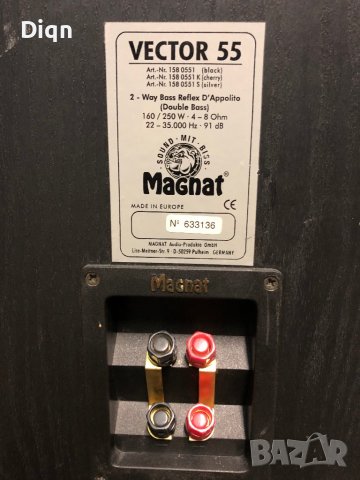 Diqn
VECTOR 55
Art.-Nr. 158 0551 (black)
Art.-Nr. 158 0551 K (cherry)
Art.-Nr. 158 0551 S (silver)
2 - Way Bass Reflex D'Appolito
(Double Bass)
160 / 250 W · 4 - 8 Ohm
22 - 35.000 Hz · 91 dB
SOUND · MIT · BISS
Magnat®
MADE IN EUROPE CE
Nº 633136
MAGNAT Audio-Produkte GmbH
Lise-Meitner-Str. 9 · D-50259 Pulheim · GERMANY
Magnat
BAZAR